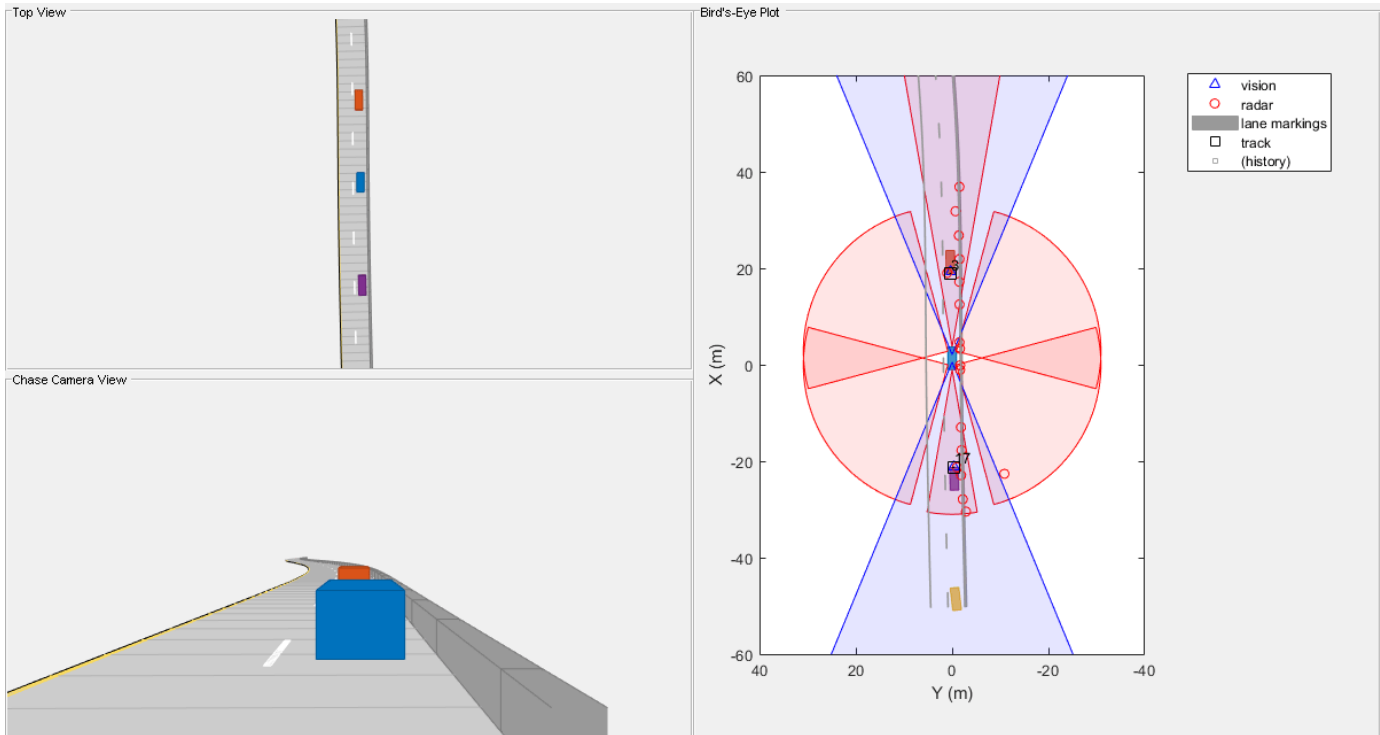 Top View
Chase Camera View
Bird's-Eye Plot
60
40
20
0
-20
-40
-60
X (m)
40
20
0
-20
-40
Y (m)
17
vision
radar
lane markings
track
(history)